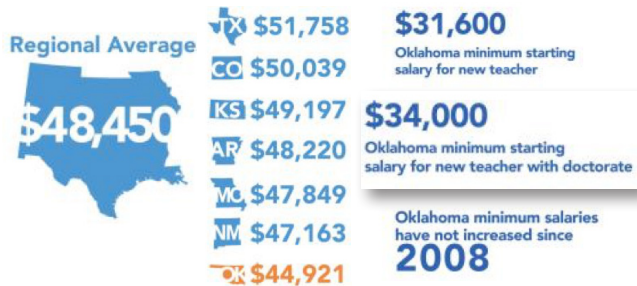 Regional Average
$48,450
TX $51,758
CO $50,039
KS $49,197
AR $48,220
MO $47,849
NM $47,163
OK $44,921
$31,600
Oklahoma minimum starting
salary for new teacher
$34,000
Oklahoma minimum starting
salary for new teacher with doctorate
Oklahoma minimum salaries
have not increased since
2008